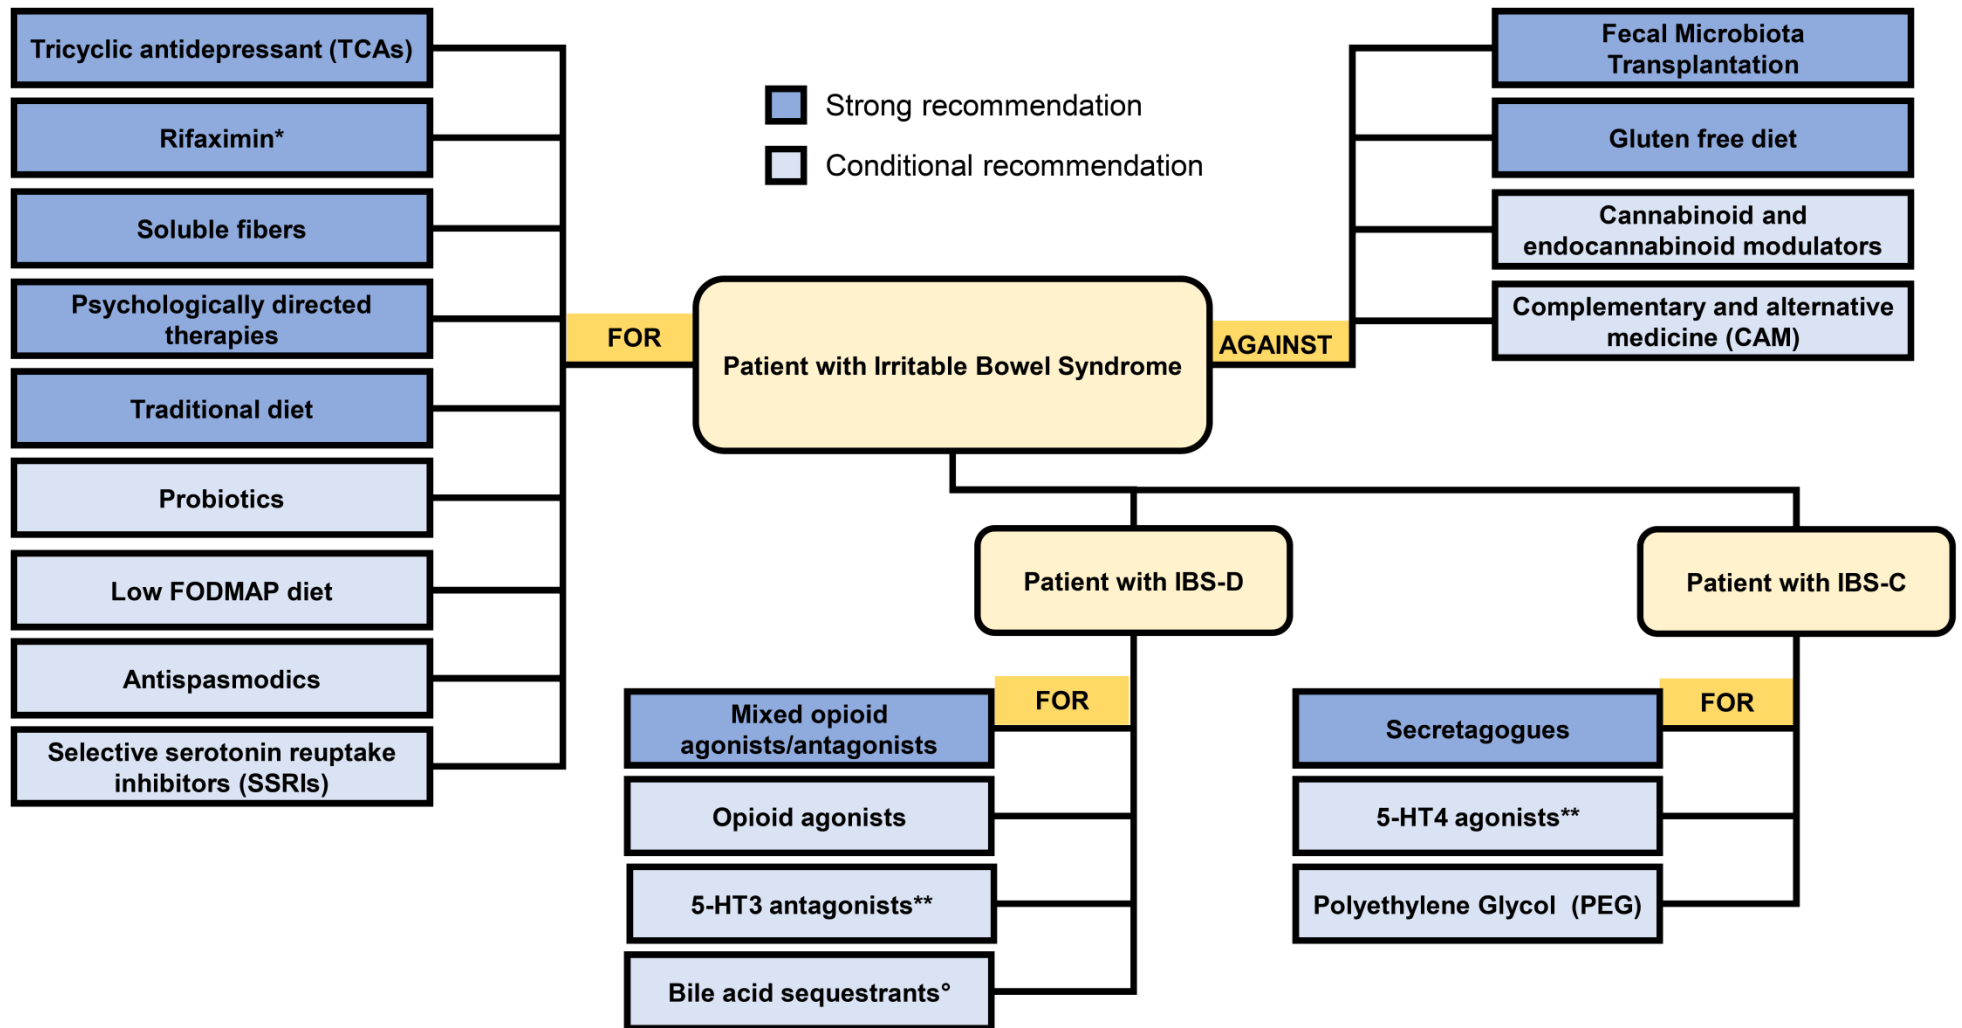 Tricyclic antidepressant (TCAs)
Rifaximin*
Soluble fibers
Psychologically directed
therapies
Traditional diet
Probiotics
Low FODMAP diet
Antispasmodics
Selective serotonin reuptake
inhibitors (SSRIs)
FOR
Strong recommendation
Conditional recommendation
Patient with Irritable Bowel Syndrome
AGAINST
Fecal Microbiota
Transplantation
Gluten free diet
Cannabinoid and
endocannabinoid modulators
Complementary and alternative
medicine (CAM)
Patient with IBS-D
FOR
Mixed opioid
agonists/antagonists
Opioid agonists
5-HT3 antagonists**
Bile acid sequestrants°
Patient with IBS-C
FOR
Secretagogues
5-HT4 agonists**
Polyethylene Glycol (PEG)